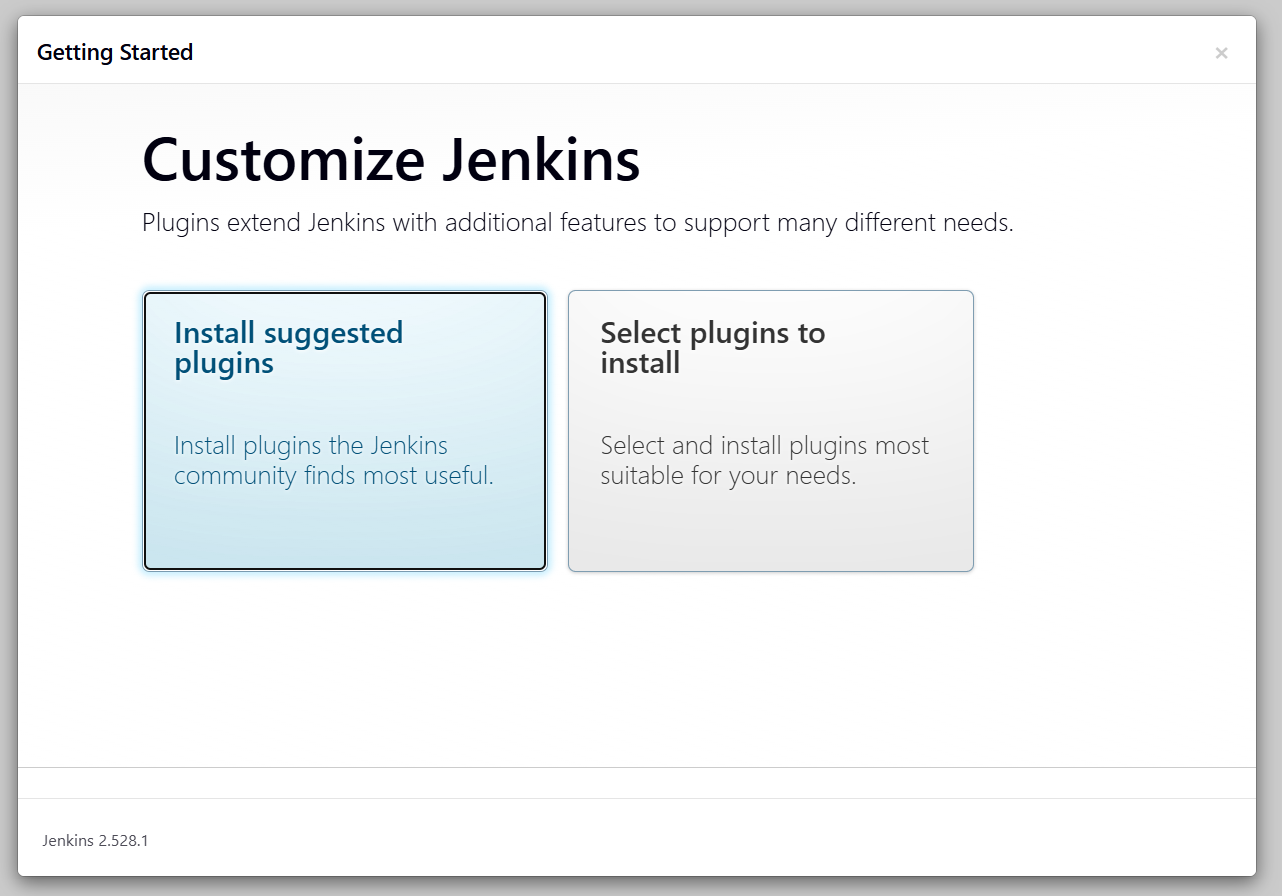 Getting Started
×
Customize Jenkins
Plugins extend Jenkins with additional features to support many different needs.
Install suggested
plugins
Install plugins the Jenkins
community finds most useful.
Select plugins to
install
Select and install plugins most
suitable for your needs.
Jenkins 2.528.1